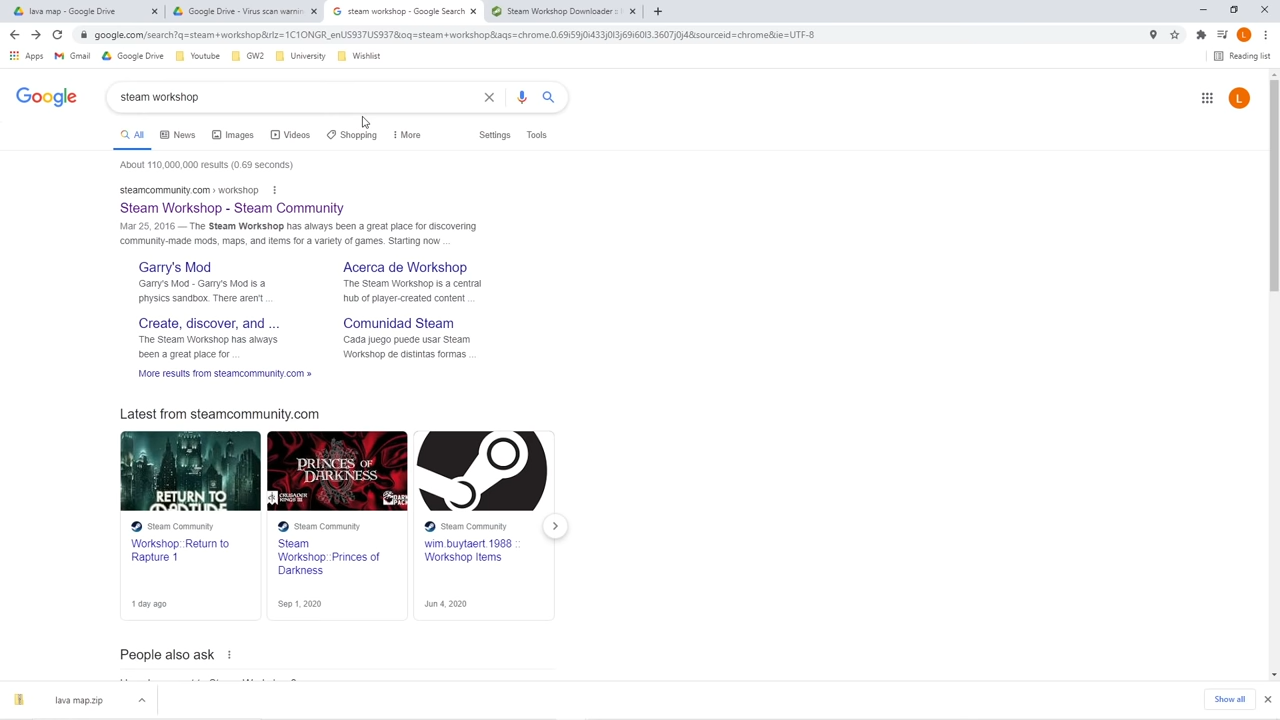 lava map - Google Drive
Google Drive - Virus scan warnin
steam workshop - Google Search
Steam Workshop Downloader ::
google.com/search?q=steam+workshop&rlz=1C1ONGR_enUS937US937&oq=steam+workshop&aqs=chrome.0.69i59j0i433j0l3j69i60l3.3607j0j4&sourceid=chrome&ie=UTF-8
L
Apps
Gmail
Google Drive
Youtube
GW2
University
Wishlist
Reading list
Google
steam workshop
L
All
News
Images
Videos
Shopping
More
Settings
Tools
About 110,000,000 results (0.69 seconds)
steamcommunity.com › workshop
Steam Workshop - Steam Community
Mar 25, 2016 — The Steam Workshop has always been a great place for discovering
community-made mods, maps, and items for a variety of games. Starting now ...
Garry's Mod
Garry's Mod - Garry's Mod is a
physics sandbox. There aren't ...
Acerca de Workshop
The Steam Workshop is a central
hub of player-created content ...
Create, discover, and ...
The Steam Workshop has always
been a great place for ...
Comunidad Steam
Cada juego puede usar Steam
Workshop de distintas formas ...
More results from steamcommunity.com »
Latest from steamcommunity.com
RETURN TO
RAPTURE
Steam Community
Workshop::Return to
Rapture 1
1 day ago
PRINCES OF
DARKNESS
CRUSADER
KINGS III
Steam Community
Steam
Workshop::Princes of
Darkness
Sep 1, 2020
Steam Community
wim.buytaert.1988 ::
Workshop Items
Jun 4, 2020
People also ask
lava map.zip
Show all